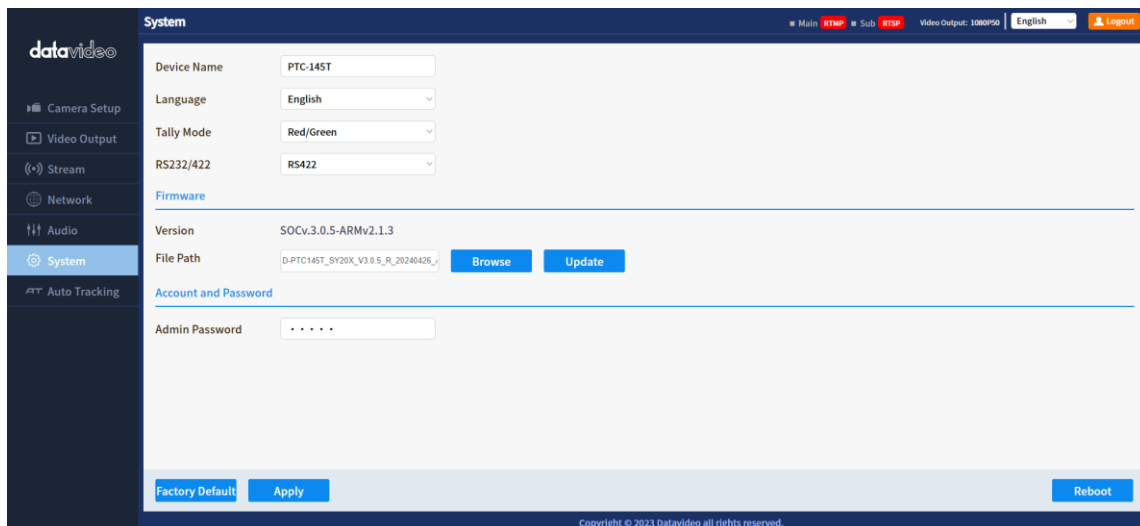 System
Main RTMP Sub RTSP Video Output: 1080P50 English Logout
datavideo
Camera Setup
Video Output
Stream
Network
Audio
System
AT Auto Tracking
Device Name PTC-145T
Language English
Tally Mode Red/Green
RS232/422 RS422
Firmware
Version SOCv.3.0.5-ARMv2.1.3
File Path D-PTC145T_SY20X_V3.0.5_R_20240426_ Browse Update
Account and Password
Admin Password • • • • •
Factory Default Apply Reboot
Copyright © 2023 Datavideo all rights reserved.